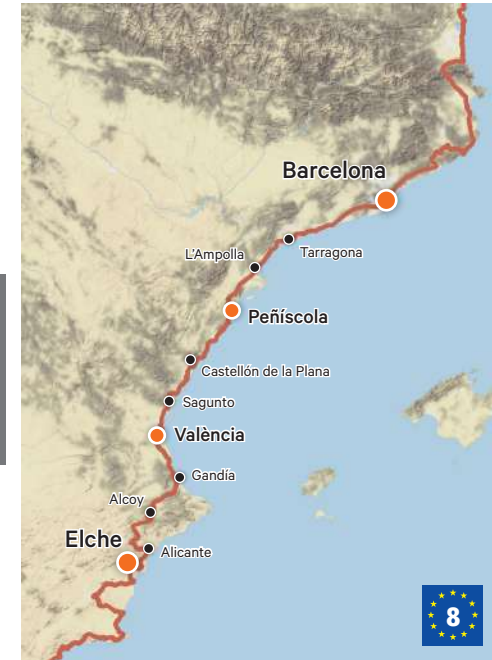 Barcelona
L'Ampolla
Tarragona
Peñíscola
Castellón de la Plana
Sagunto
València
Gandía
Alcoy
Elche
Alicante
8